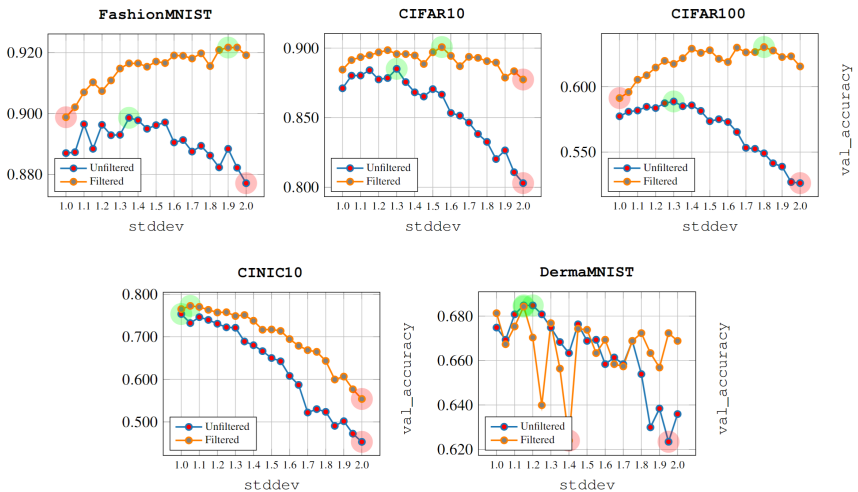 FashionMNIST
0.920
0.900
0.880
Unfiltered
Filtered
1.0 1.1 1.2 1.3 1.4 1.5 1.6 1.7 1.8 1.9 2.0
stddev
CIFAR10
0.900
0.850
0.800
Unfiltered
Filtered
1.0 1.1 1.2 1.3 1.4 1.5 1.6 1.7 1.8 1.9 2.0
stddev
CIFAR100
0.600
0.550
Unfiltered
Filtered
1.0 1.1 1.2 1.3 1.4 1.5 1.6 1.7 1.8 1.9 2.0
stddev
val_accuracy
CINIC10
0.800
0.700
0.600
0.500
Unfiltered
Filtered
1.0 1.1 1.2 1.3 1.4 1.5 1.6 1.7 1.8 1.9 2.0
stddev
val_accuracy
DermaMNIST
0.680
0.660
0.640
0.620
Unfiltered
Filtered
1.0 1.1 1.2 1.3 1.4 1.5 1.6 1.7 1.8 1.9 2.0
stddev
val_accuracy